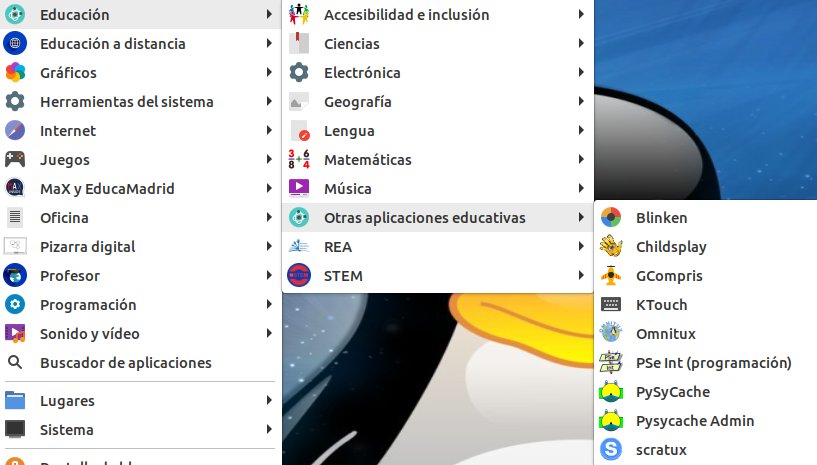 Educación
Educación a distancia
Gráficos
Herramientas del sistema
Internet
Juegos
MaX y EducaMadrid
Oficina
Pizarra digital
Profesor
Programación
Sonido y vídeo
Buscador de aplicaciones
Lugares
Sistema
Accesibilidad e inclusión
Ciencias
Electrónica
Geografía
Lengua
Matemáticas
Música
Otras aplicaciones educativas
REA
STEM
Blinken
Childsplay
GCompris
KTouch
Omnitux
PSe Int (programación)
PySyCache
Pysycache Admin
scratux